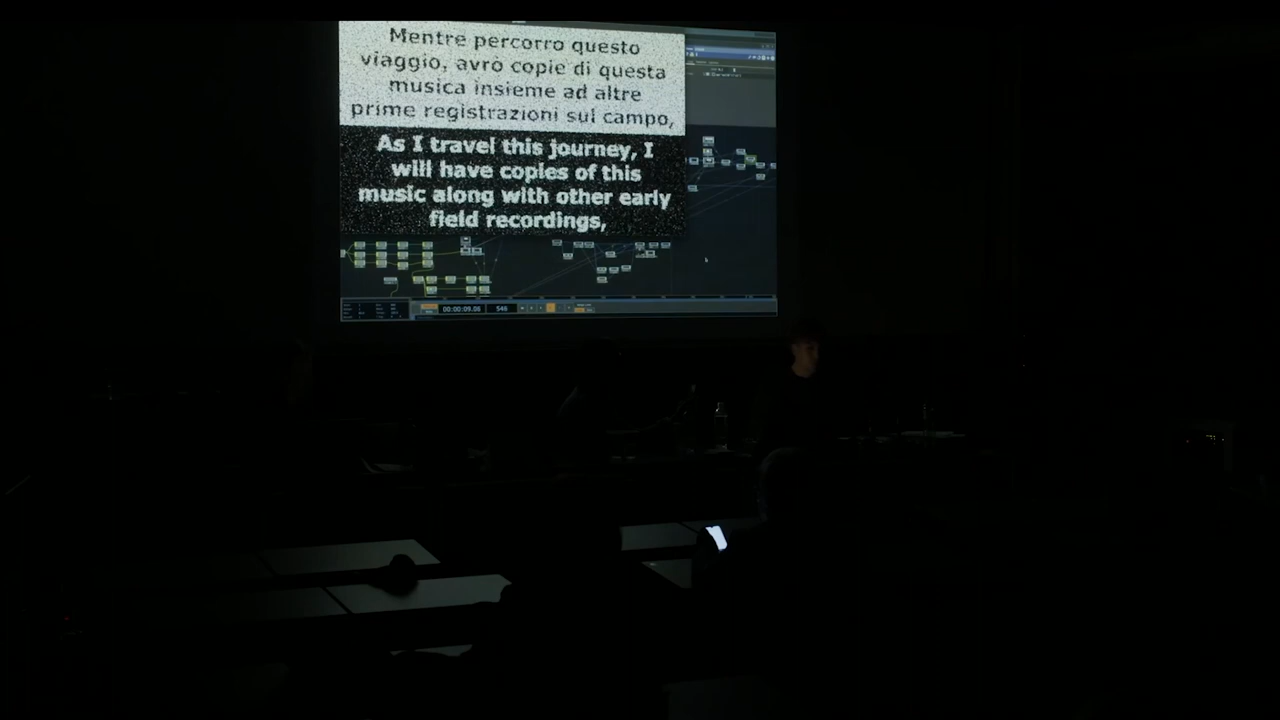 Mentre percorro questo
viaggio, avrò copie di questa
musica insieme ad altre
prime registrazioni sul campo,
As I travel this journey, I
will have copies of this
music along with other early
field recordings,
00:00:09.08
546